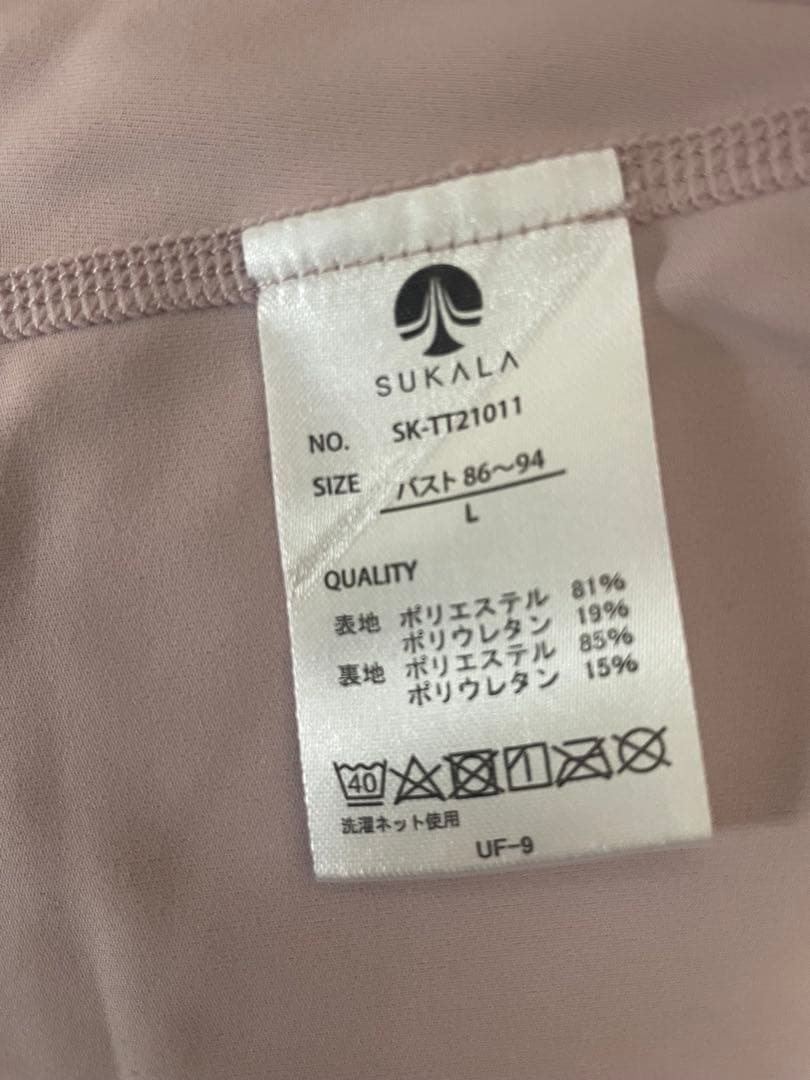 SUKALA
NO. SK-TT21011
SIZE バスト 86〜94
L
QUALITY
表地 ポリエステル 81%
ポリウレタン 19%
裏地 ポリエステル 85%
ポリウレタン 15%
40
洗濯ネット使用
UF-9